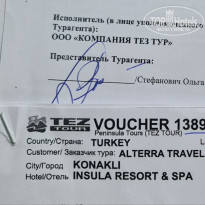 Исполнитель (в лице уполномоченного
Турагента):
ООО «КОМПАНИЯ ТЕЗ ТУР»
Представитель Турагента:
/Стефанович Ольга
TEZ TOUR
VOUCHER 1389
Peninsula Tours (TEZ TOUR)
Country/Страна: TURKEY
Customer/ Заказчик тура: ALTERRA TRAVEL
City/Город: KONAKLI
Hotel/Отель: INSULA RESORT & SPA